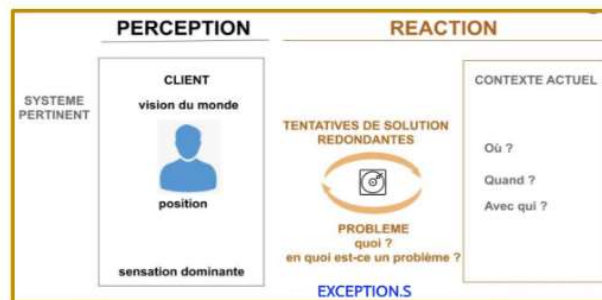 PERCEPTION
REACTION
SYSTEME
PERTINENT
CLIENT
vision du monde
position
sensation dominante
TENTATIVES DE SOLUTION
REDONDANTES
PROBLEME
quoi ?
en quoi est-ce un problème ?
EXCEPTION.S
CONTEXTE ACTUEL
Où ?
Quand ?
Avec qui ?